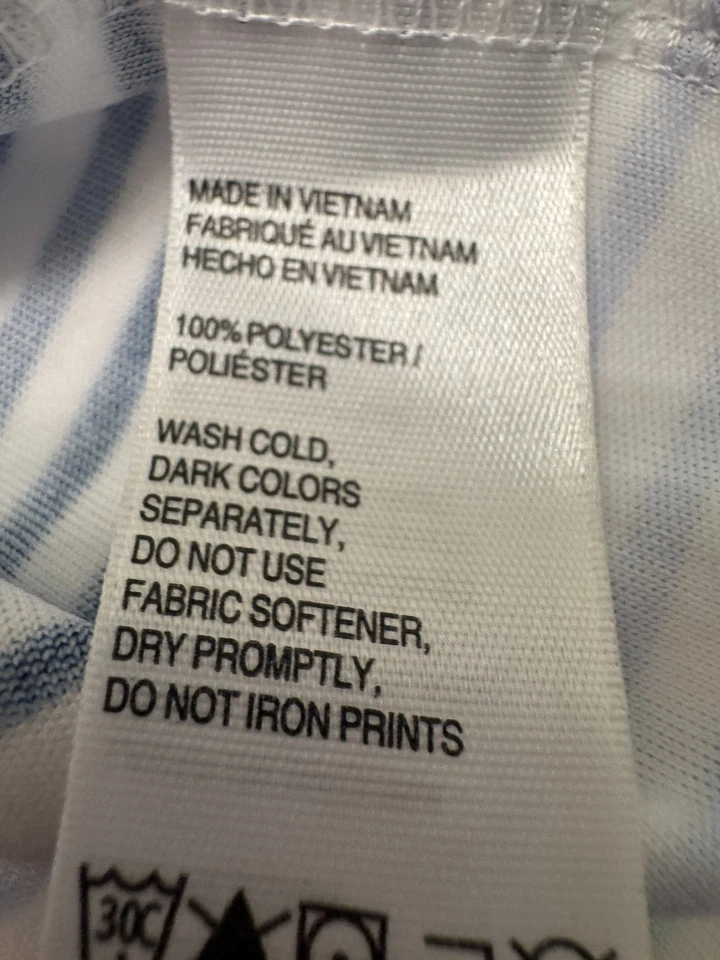 MADE IN VIETNAM
FABRIQUÉ AU VIETNAM
HECHO EN VIETNAM
100% POLYESTER /
POLIÉSTER
WASH COLD,
DARK COLORS
SEPARATELY,
DO NOT USE
FABRIC SOFTENER,
DRY PROMPTLY,
DO NOT IRON PRINTS
30C